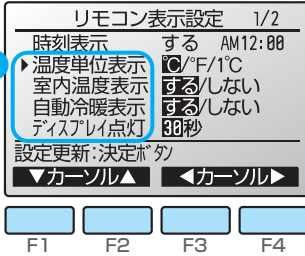 リモコン表示設定 1/2
時刻表示 する AM12:00
▶温度単位表示 ℃/°F/1℃
室内温度表示 する/しない
自動冷暖表示 する/しない
ディスプレイ点灯 30秒
設定更新:決定ボタン
▼カーソル▲ ◀カーソル▶
F1 F2 F3 F4